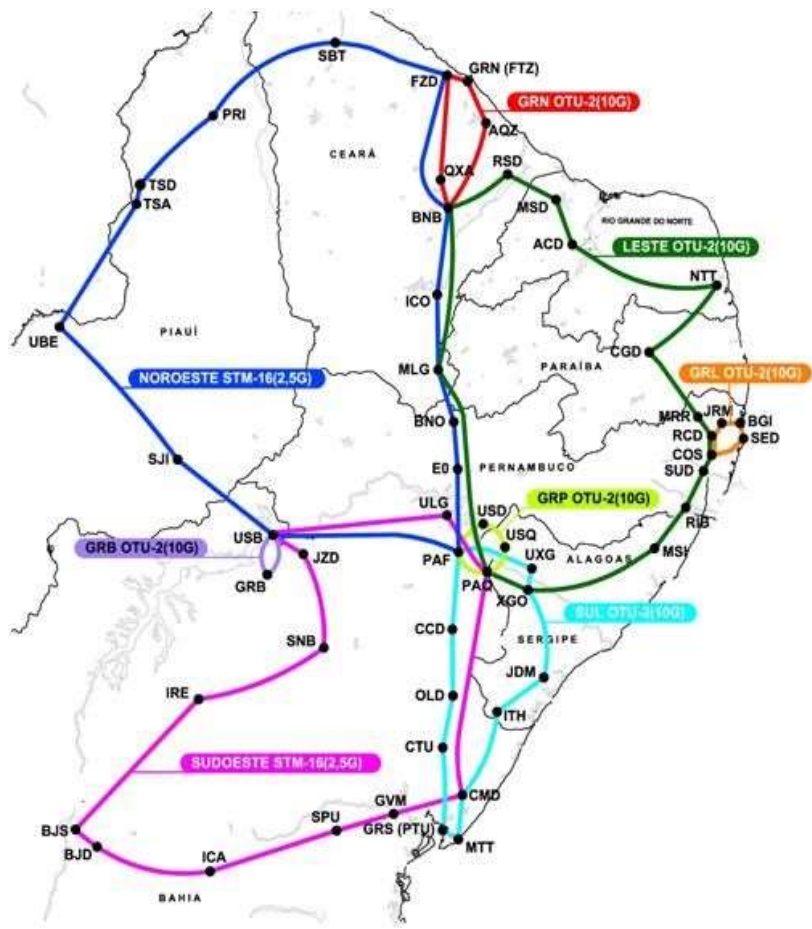 SBT
FZD
GRN (FTZ)
GRN OTU-2(10G)
PRI
AQZ
CEARÁ
QXA
RSD
TSD
TSA
MSD
BNB
RIO GRANDE DO NORTE
ACD
LESTE OTU-2(10G)
NTT
ICO
PIAUÍ
UBE
CGD
MLG
PARAÍBA
NOROESTE STM-16(2,5G)
GRL OTU-2(10G)
MRR
JRM
BGI
BNO
RCD
SED
COS
SJI
E0
PERNAMBUCO
SUD
ULG
USD
GRP OTU-2(10G)
RIB
USB
USQ
GRB OTU-2(10G)
JZD
PAF
UXG
ALAGOAS
MSI
GRB
PAQ
XGO
SUL OTU-2(10G)
CCD
SERGIPE
SNB
JDM
IRE
OLD
ITH
CTU
SUDOESTE STM-16(2,5G)
GVM
CMD
SPU
GRS (PTU)
BJS
MTT
BJD
ICA
BAHIA